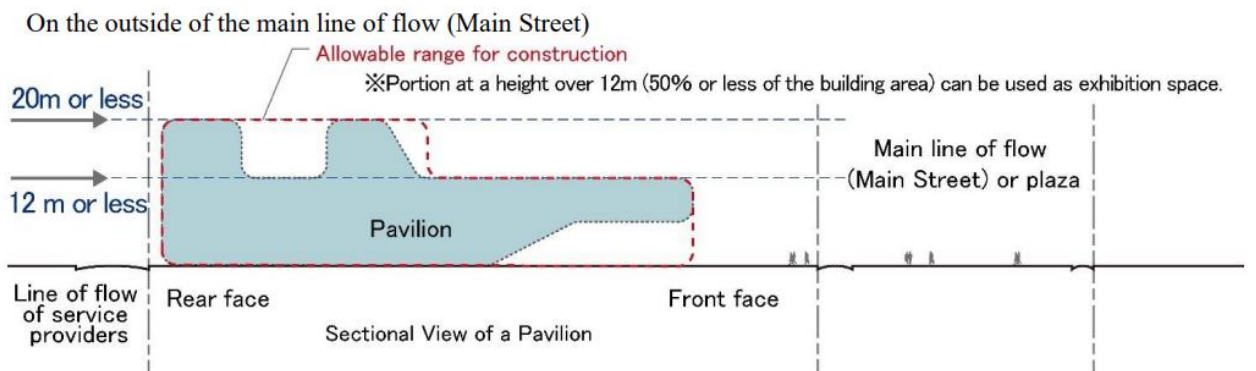 On the outside of the main line of flow (Main Street)
Allowable range for construction
※Portion at a height over 12m (50% or less of the building area) can be used as exhibition space.
20m or less
12 m or less
Main line of flow
(Main Street) or plaza
Pavilion
Line of flow
of service
providers
Rear face
Front face
Sectional View of a Pavilion